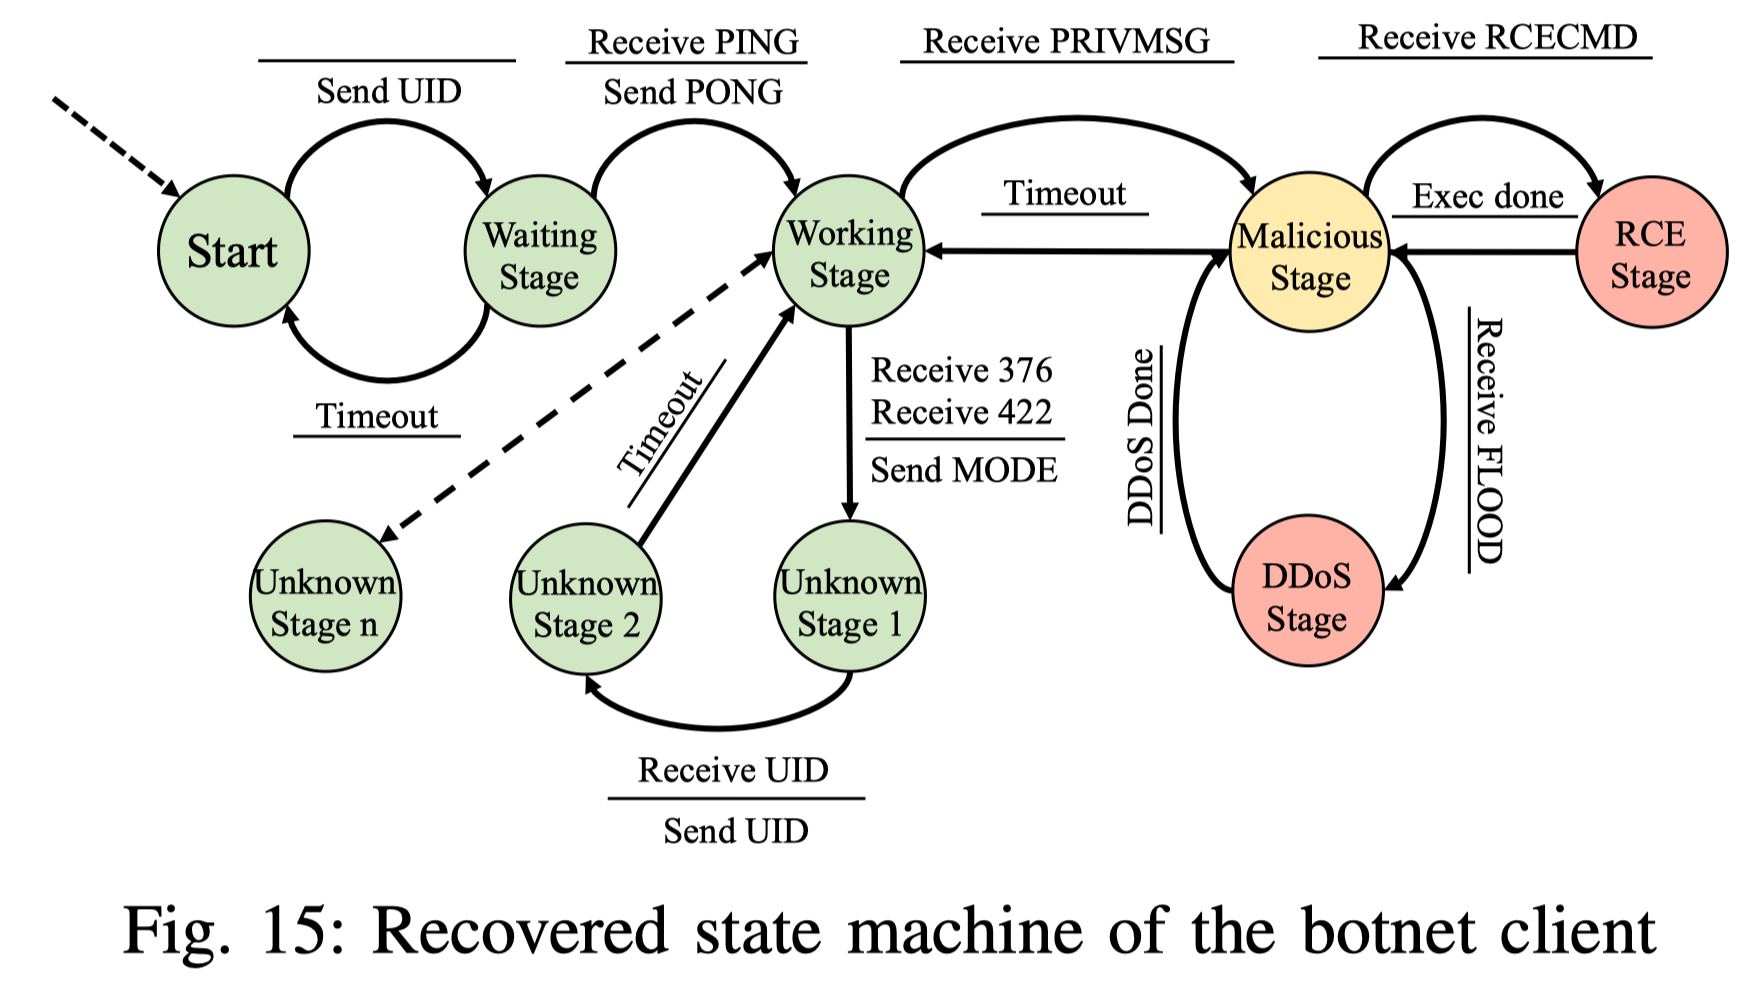 Receive PING
Receive PRIVMSG
Receive RCECMD
Send UID
Send PONG
Timeout
Exec done
Start
Waiting
Stage
Working
Stage
Malicious
Stage
RCE
Stage
Timeout
Timeout
Receive 376
Receive 422
Send MODE
DDoS Done
Receive FLOOD
Unknown
Stage n
Unknown
Stage 2
Unknown
Stage 1
DDoS
Stage
Receive UID
Send UID
Fig. 15: Recovered state machine of the botnet client